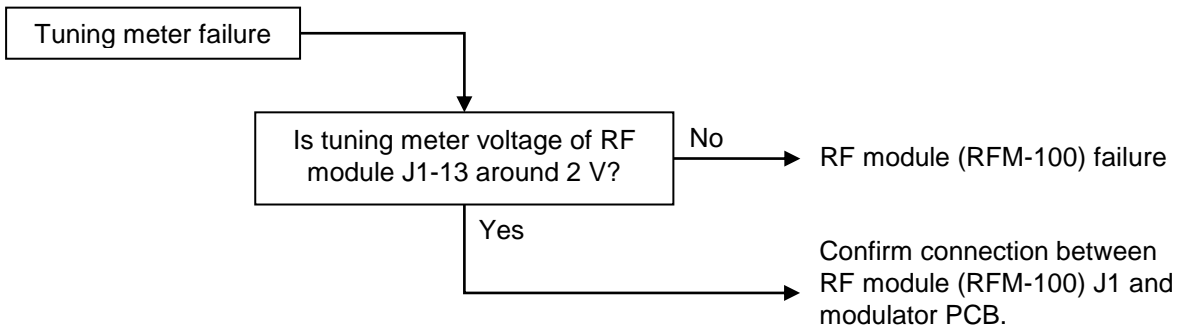 Tuning meter failure
Is tuning meter voltage of RF
module J1-13 around 2 V?
No
RF module (RFM-100) failure
Yes
Confirm connection between
RF module (RFM-100) J1 and
modulator PCB.